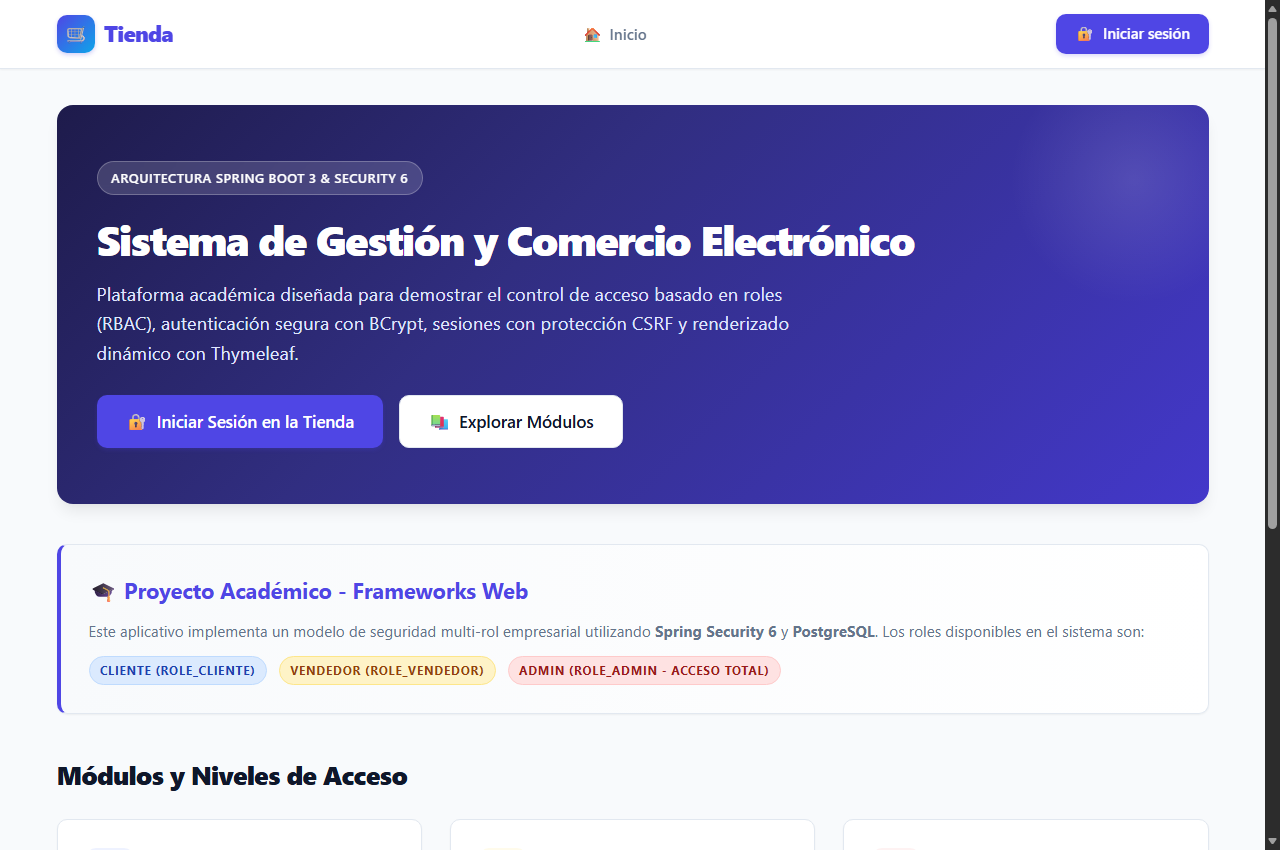 Tienda
Inicio
Iniciar sesión
ARQUITECTURA SPRING BOOT 3 & SECURITY 6
Sistema de Gestión y Comercio Electrónico
Plataforma académica diseñada para demostrar el control de acceso basado en roles
(RBAC), autenticación segura con BCrypt, sesiones con protección CSRF y renderizado
dinámico con Thymeleaf.
Iniciar Sesión en la Tienda
Explorar Módulos
Proyecto Académico - Frameworks Web
Este aplicativo implementa un modelo de seguridad multi-rol empresarial utilizando Spring Security 6 y PostgreSQL. Los roles disponibles en el sistema son:
CLIENTE (ROLE_CLIENTE)
VENDEDOR (ROLE_VENDEDOR)
ADMIN (ROLE_ADMIN - ACCESO TOTAL)
Módulos y Niveles de Acceso